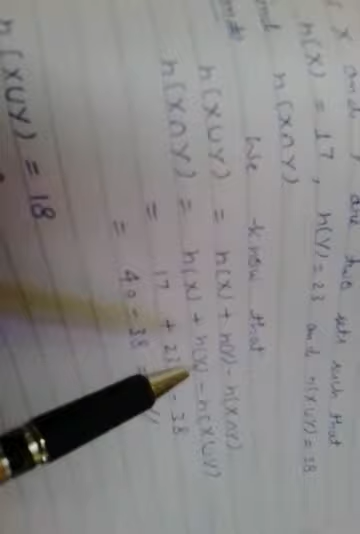 X and Y are two sets such that
n(X) = 17, n(Y) = 23 and n(X∪Y) = 38
find n(X∩Y)
We know that
n(X∪Y) = n(X) + n(Y) - n(X∩Y)
n(X∩Y) = n(X) + n(Y) - n(X∪Y)
= 17 + 23 - 38
= 40 - 38 =
n(X∪Y) = 18